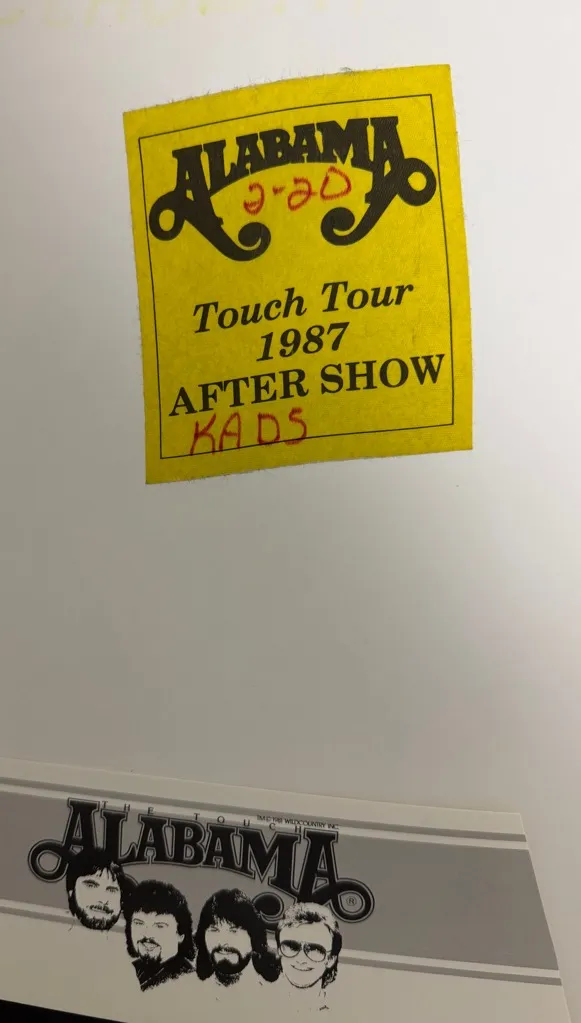 ALABAMA
2-20
Touch Tour
1987
AFTER SHOW
KADS
THE TOUCH
ALABAMA
®